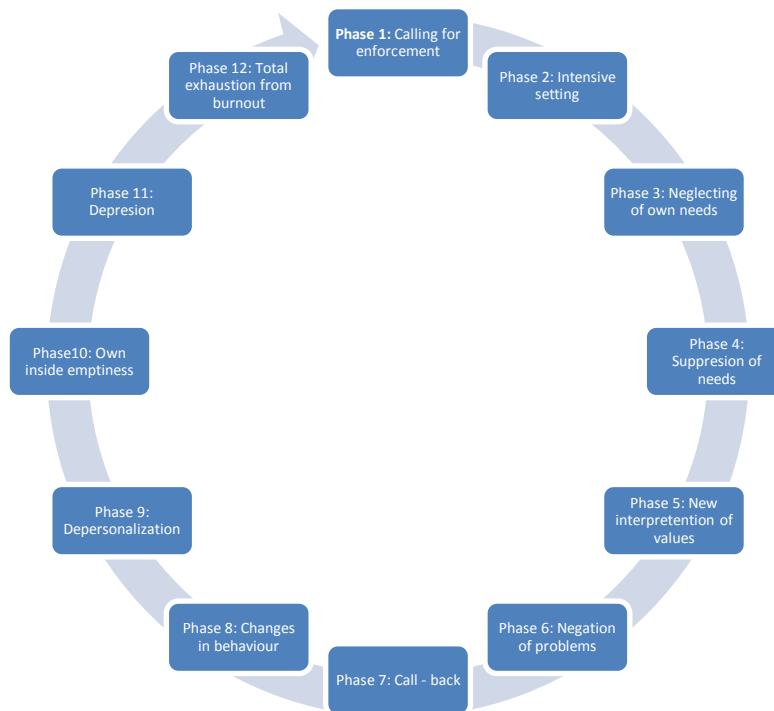 Phase 1: Calling for
enforcement
Phase 2: Intensive
setting
Phase 3: Neglecting
of own needs
Phase 4:
Suppresion of
needs
Phase 5: New
interpretention of
values
Phase 6: Negation
of problems
Phase 7: Call - back
Phase 8: Changes
in behaviour
Phase 9:
Depersonalization
Phase10: Own
inside emptiness
Phase 11:
Depresion
Phase 12: Total
exhaustion from
burnout